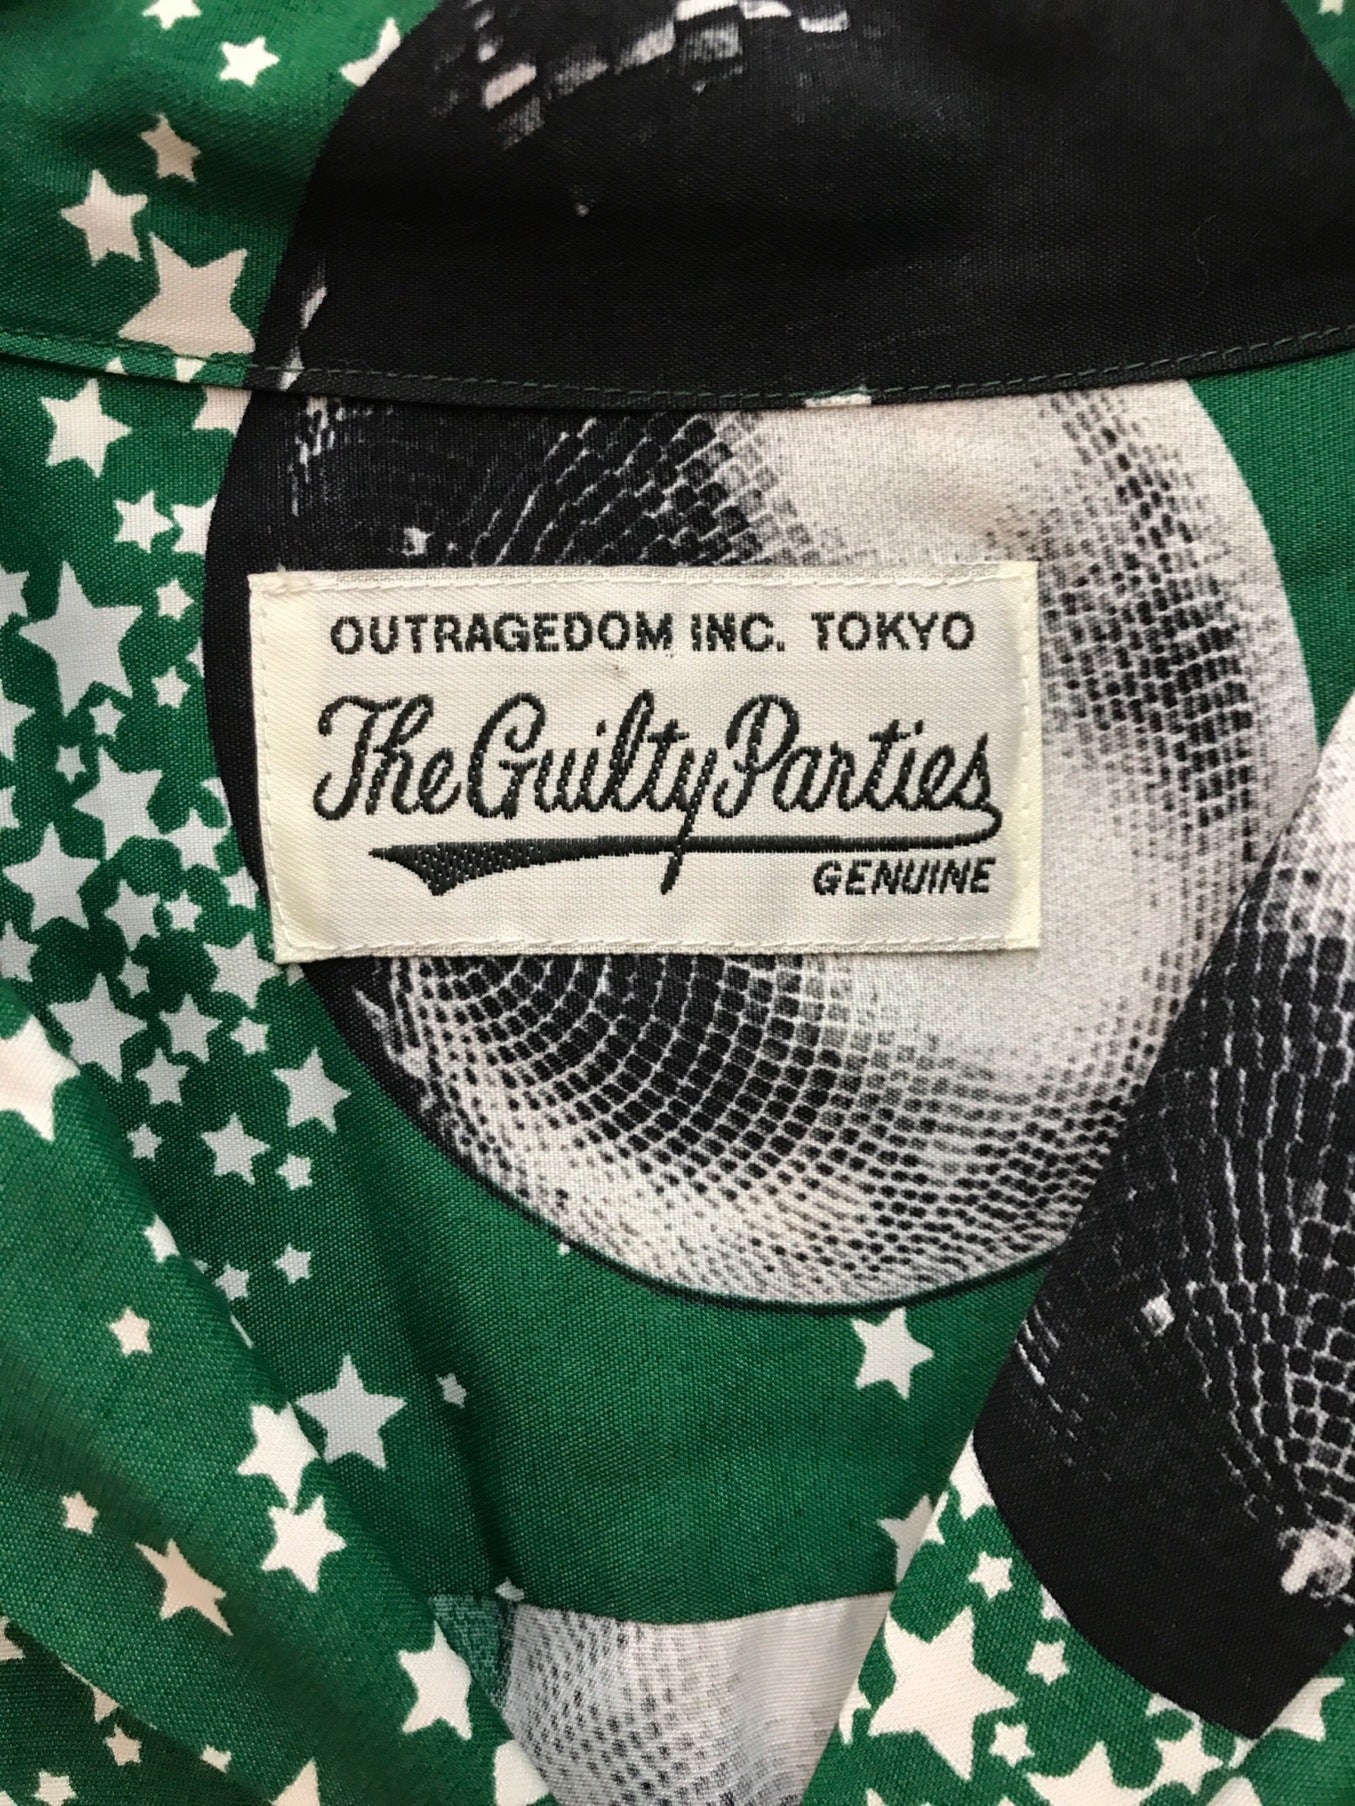 OUTRAGEDOM INC. TOKYO
The Guilty Parties
GENUINE